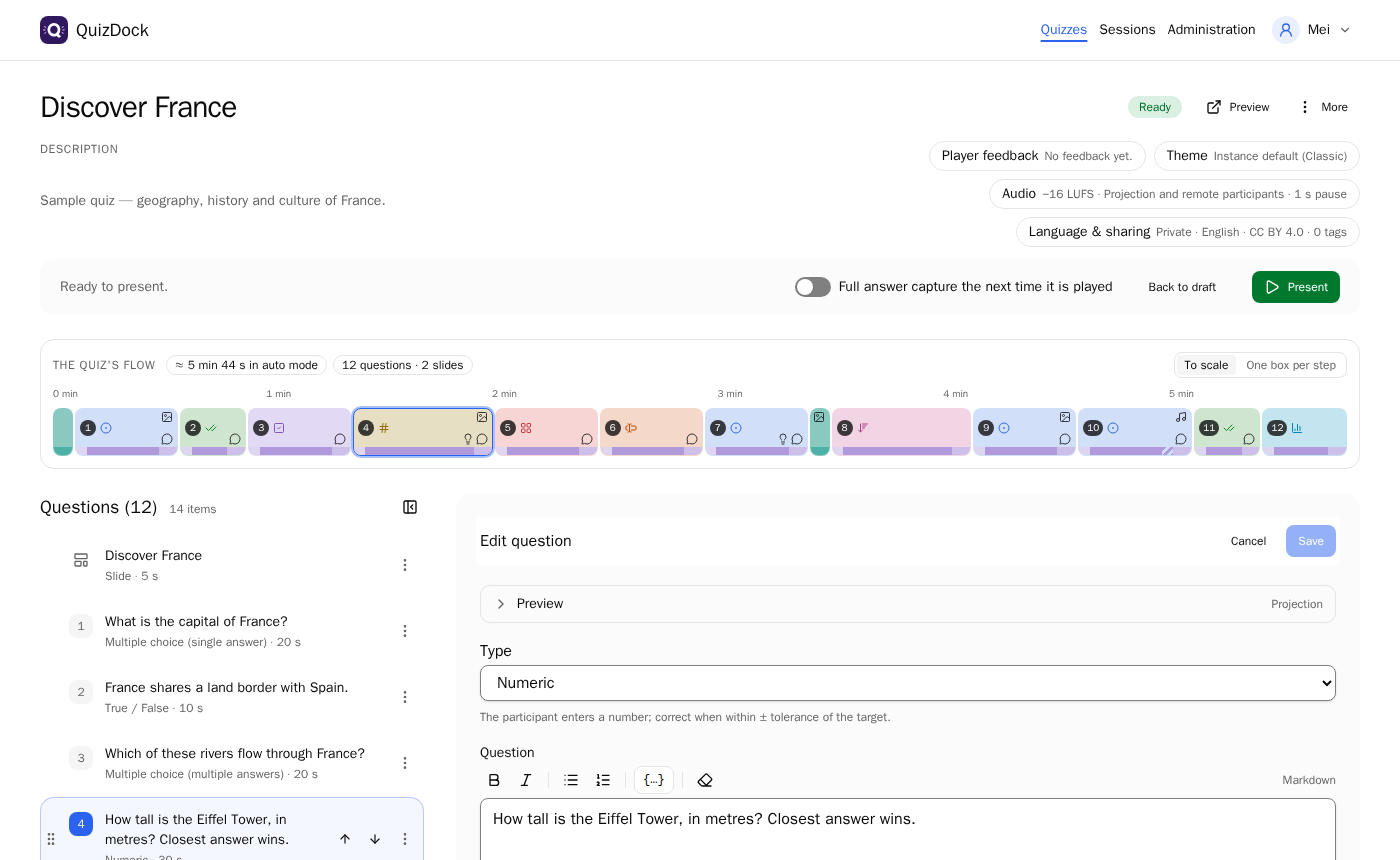 QuizDock
Quizzes Sessions Administration Mei
Discover France
Ready Preview More
DESCRIPTION
Player feedback No feedback yet. Theme Instance default (Classic)
Audio −16 LUFS · Projection and remote participants · 1 s pause
Sample quiz — geography, history and culture of France.
Language & sharing Private · English · CC BY 4.0 · 0 tags
Ready to present.
Full answer capture the next time it is played Back to draft Present
THE QUIZ'S FLOW ≈ 5 min 44 s in auto mode 12 questions · 2 slides To scale One box per step
0 min 1 min 2 min 3 min 4 min 5 min
1 2 3 4 5 6 7 8 9 10 11 12
Questions (12) 14 items
Discover France
Slide · 5 s
1 What is the capital of France?
Multiple choice (single answer) · 20 s
2 France shares a land border with Spain.
True / False · 10 s
3 Which of these rivers flow through France?
Multiple choice (multiple answers) · 20 s
4 How tall is the Eiffel Tower, in
metres? Closest answer wins.
Numeric · 30 s
Edit question Cancel Save
Preview Projection
Type
Numeric
The participant enters a number; correct when within ± tolerance of the target.
Question
B I {...} Markdown
How tall is the Eiffel Tower, in metres? Closest answer wins.